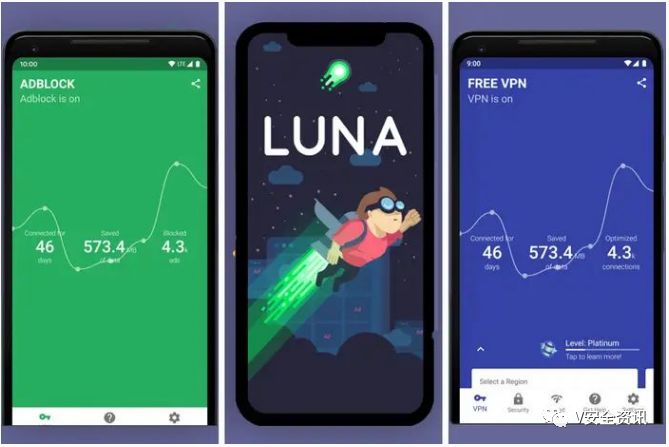 10:00
LTE
ADBLOCK
Adblock is on
Connected for
46
days
Saved
573.4 MB
of data
Blocked
4.3k
ads
LUNA
9:00
FREE VPN
VPN is on
Connected for
46
days
Saved
573.4 MB
of data
Optimized
4.3k
connections
Level: Platinum
Tap to learn more!
Select a Region
VPN
Security
V安全资讯